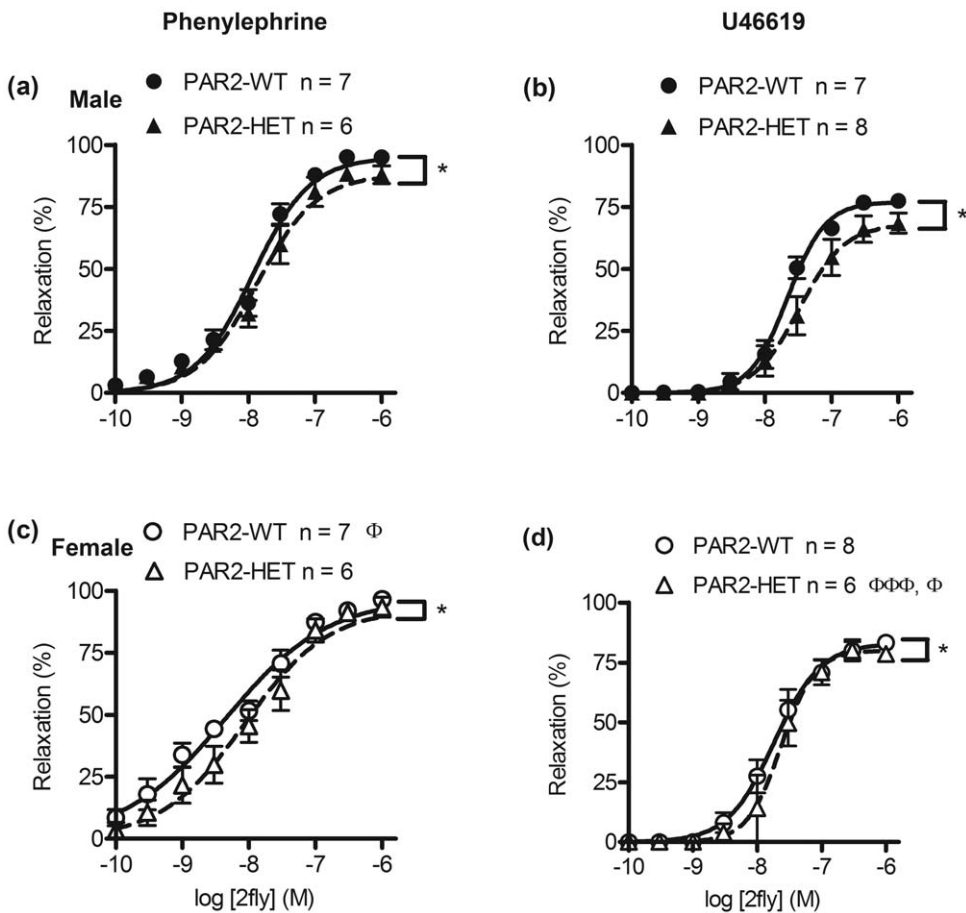 Phenylephrine
U46619
(a) Male
PAR2-WT n = 7
PAR2-HET n = 6
100
75
50
25
0
Relaxation (%)
*
-10 -9 -8 -7 -6
(b)
PAR2-WT n = 7
PAR2-HET n = 8
100
75
50
25
0
Relaxation (%)
*
-10 -9 -8 -7 -6
(c) Female
PAR2-WT n = 7 Φ
PAR2-HET n = 6
100
75
50
25
0
Relaxation (%)
*
-10 -9 -8 -7 -6
log [2fly] (M)
(d)
PAR2-WT n = 8
PAR2-HET n = 6 ΦΦΦ, Φ
100
75
50
25
0
Relaxation (%)
*
-10 -9 -8 -7 -6
log [2fly] (M)